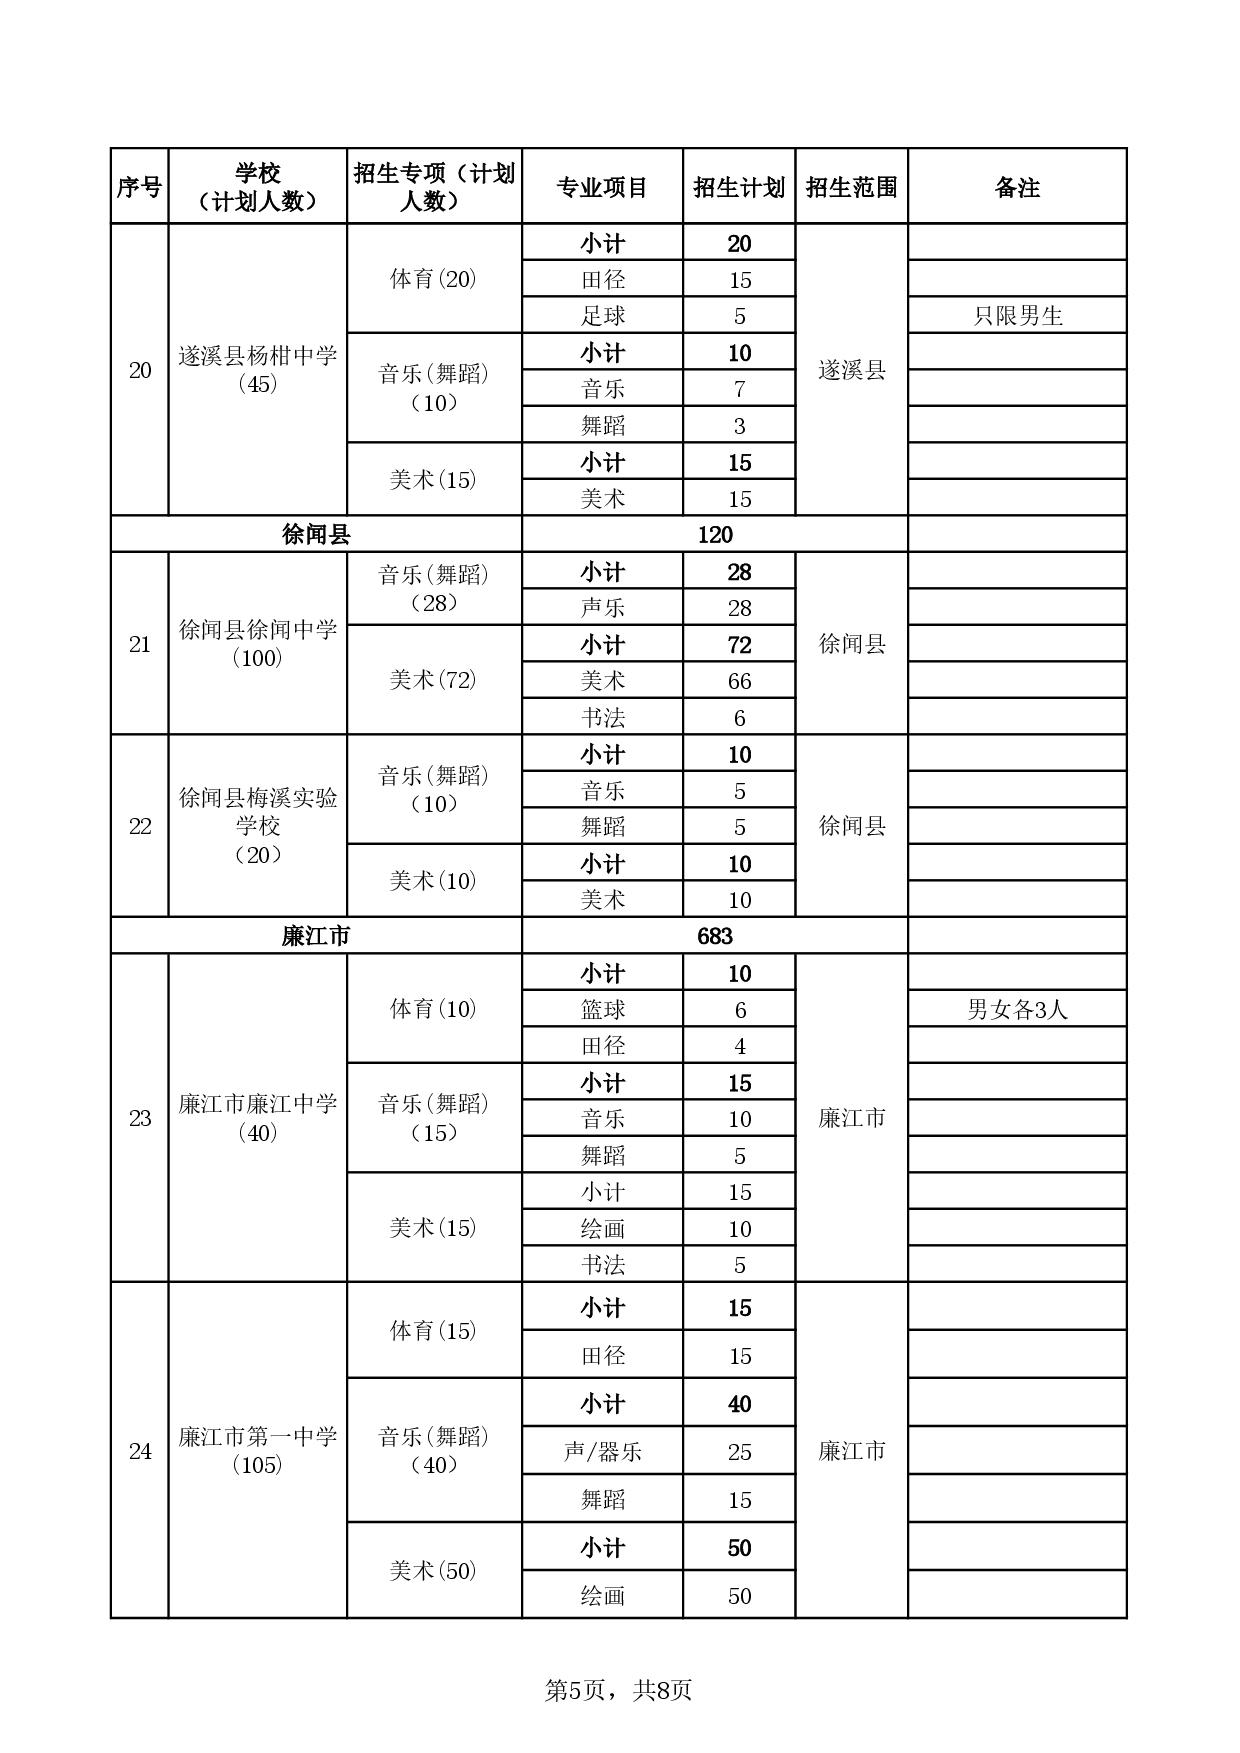 序号 学校（计划人数） 招生专项（计划人数） 专业项目 招生计划 招生范围 备注
20 遂溪县杨柑中学(45) 体育(20) 小计 20 遂溪县
田径 15
足球 5 只限男生
音乐(舞蹈)（10） 小计 10
音乐 7
舞蹈 3
美术(15) 小计 15
美术 15
徐闻县 120
21 徐闻县徐闻中学(100) 音乐(舞蹈)（28） 小计 28 徐闻县
声乐 28
美术(72) 小计 72
美术 66
书法 6
22 徐闻县梅溪实验学校（20） 音乐(舞蹈)（10） 小计 10 徐闻县
音乐 5
舞蹈 5
美术(10) 小计 10
美术 10
廉江市 683
23 廉江市廉江中学(40) 体育(10) 小计 10 廉江市
篮球 6 男女各3人
田径 4
音乐(舞蹈)（15） 小计 15
音乐 10
舞蹈 5
美术(15) 小计 15
绘画 10
书法 5
24 廉江市第一中学(105) 体育(15) 小计 15 廉江市
田径 15
音乐(舞蹈)（40） 小计 40
声/器乐 25
舞蹈 15
美术(50) 小计 50
绘画 50
第5页，共8页